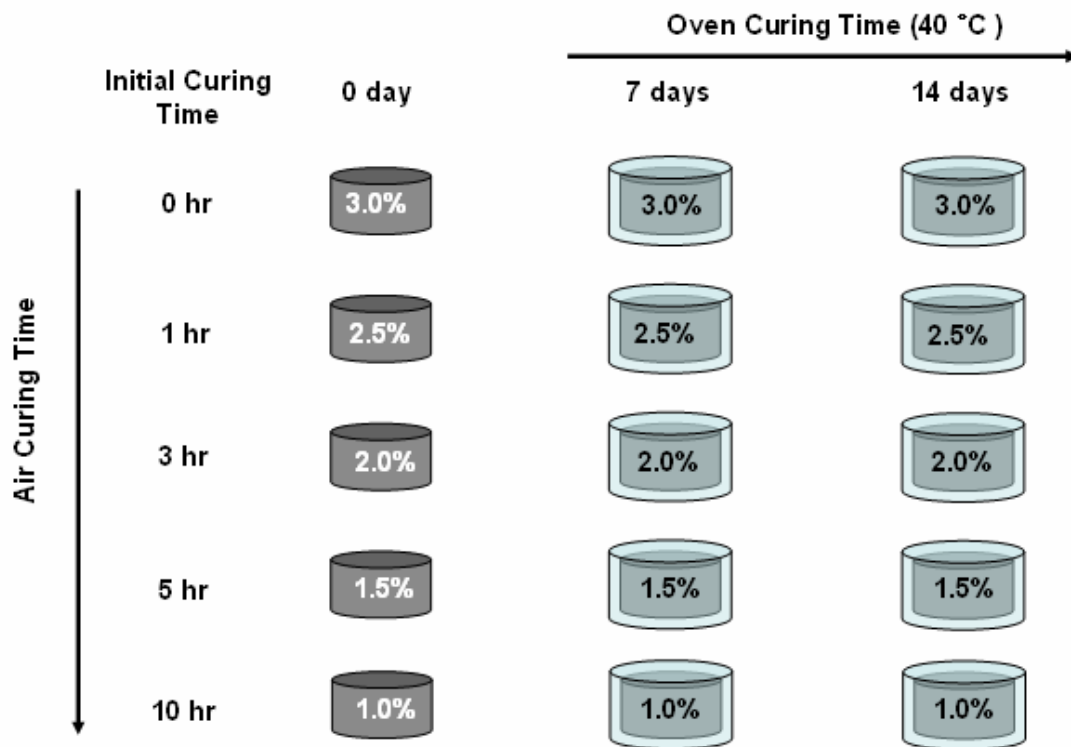 Oven Curing Time (40 °C )
Initial Curing
Time
0 day
7 days
14 days
Air Curing Time
0 hr
3.0%
3.0%
3.0%
1 hr
2.5%
2.5%
2.5%
3 hr
2.0%
2.0%
2.0%
5 hr
1.5%
1.5%
1.5%
10 hr
1.0%
1.0%
1.0%